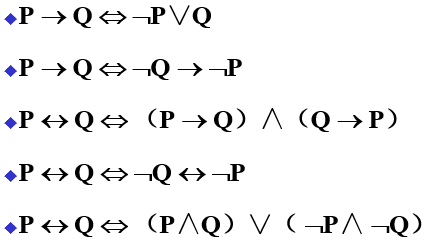 ◆P → Q ⇔ ¬P∨Q
◆P → Q ⇔ ¬Q → ¬P
◆P ↔ Q ⇔ （P → Q）∧（Q → P）
◆P ↔ Q ⇔ ¬Q ↔ ¬P
◆P ↔ Q ⇔ （P∧Q）∨（ ¬P∧ ¬Q）